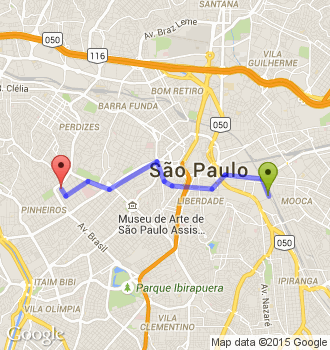 SANTANA
050
Av. Braz Leme
116
VILA
GUILHERME
B. Clélia
BOM RETIRO
BARRA FUNDA
050
PERDIZES
São Paulo
PINHEIROS
LIBERDADE
MOOCA
Museu de Arte de
São Paulo Assis...
Av. Brasil
050
ITAIM BIBI
Parque Ibirapuera
IPIRANGA
Av. Nazaré
VILA
OLÍMPIA
VILA
CLEMENTINO
Google
Map data ©2015 Google